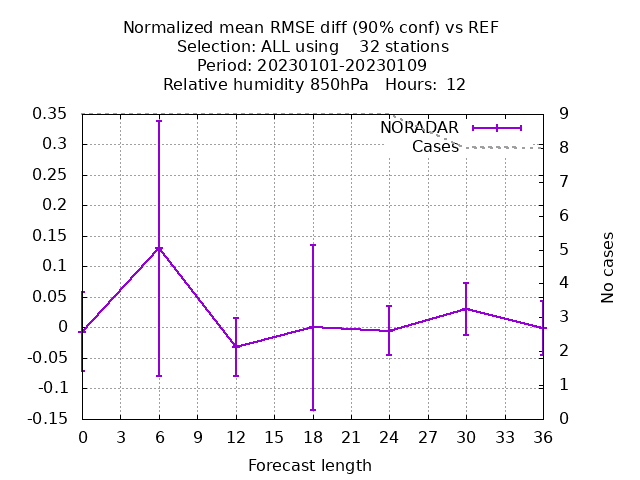 Normalized mean RMSE diff (90% conf) vs REF
Selection: ALL using    32 stations
Period: 20230101-20230109
Relative humidity 850hPa   Hours:  12
0.35
0.3
0.25
0.2
0.15
0.1
0.05
0
-0.05
-0.1
-0.15
NORADAR
Cases
9
8
7
6
5
4
3
2
1
0
No cases
0 3 6 9 12 15 18 21 24 27 30 33 36
Forecast length